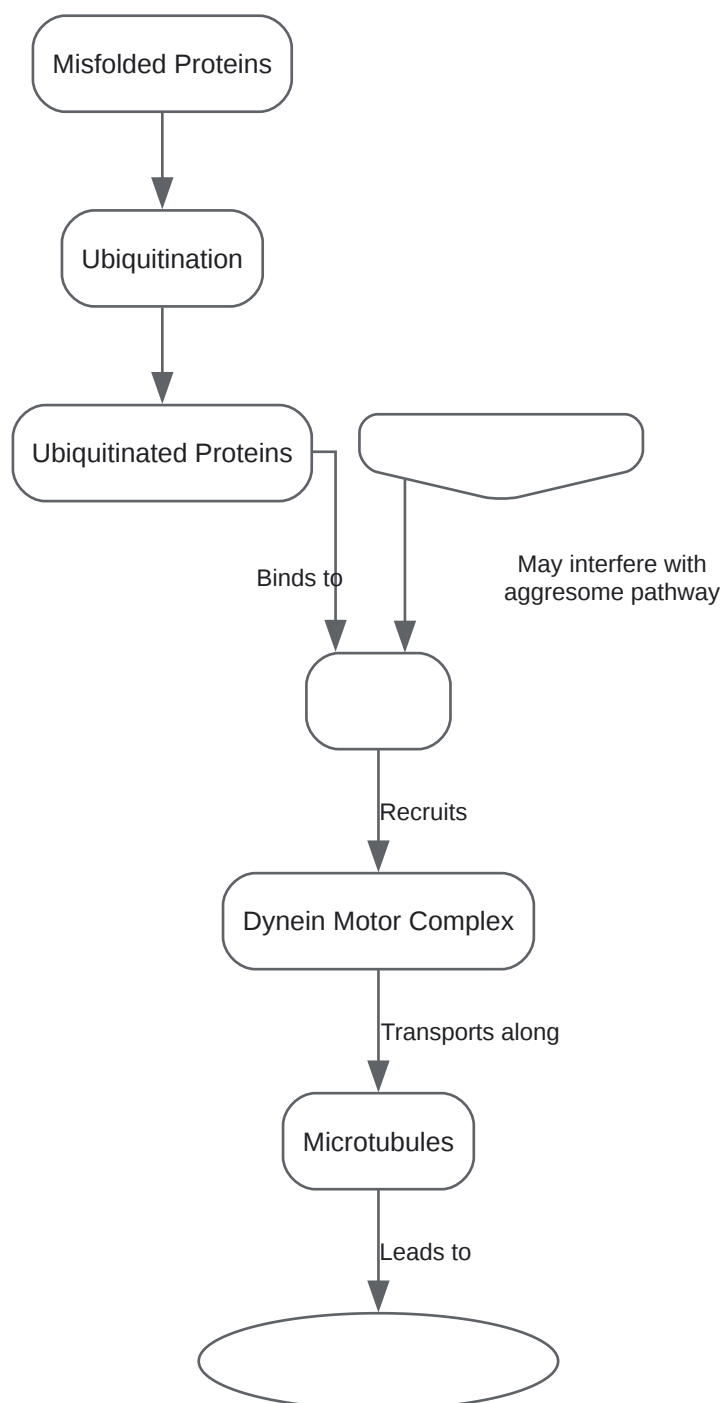 Misfolded Proteins
Ubiquitination
Ubiquitinated Proteins
Binds to
May interfere with
aggresome pathway
Recruits
Dynein Motor Complex
Transports along
Microtubules
Leads to